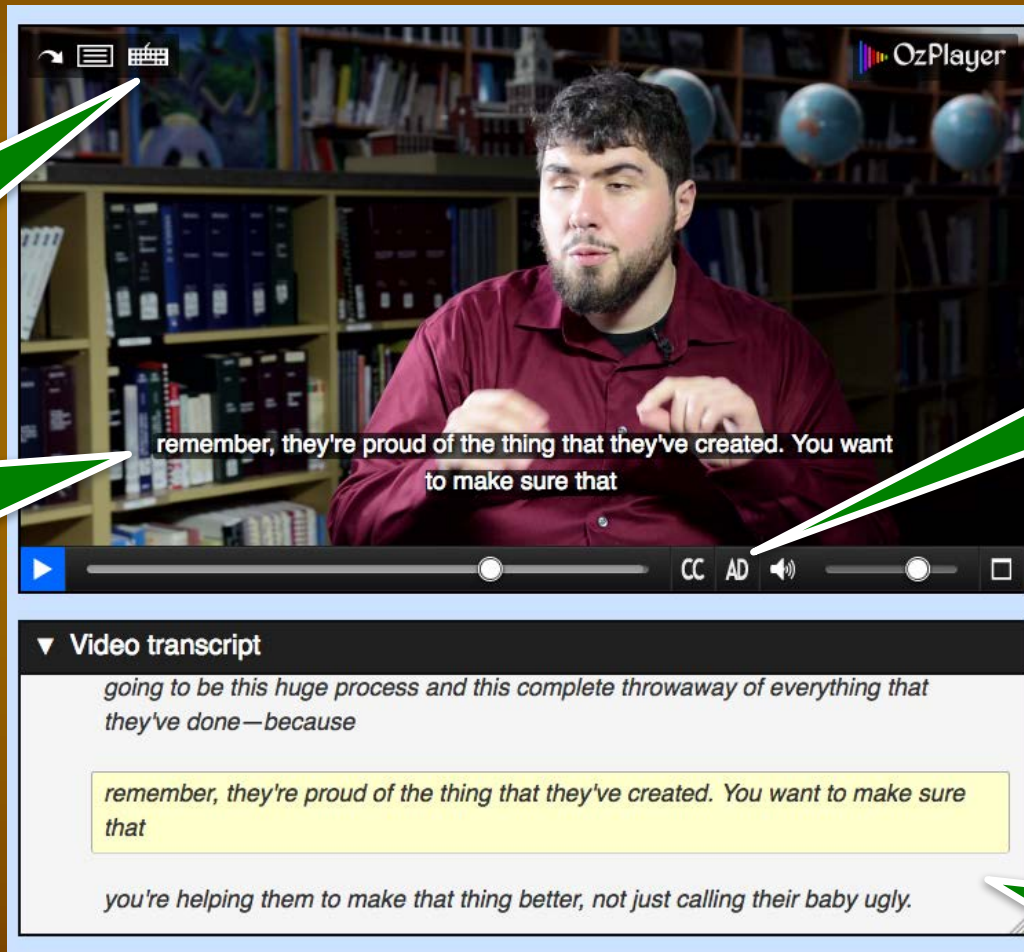 OzPlayer
remember, they're proud of the thing that they've created. You want
to make sure that
CC AD
▼ Video transcript
going to be this huge process and this complete throwaway of everything that
they've done—because
remember, they're proud of the thing that they've created. You want to make sure
that
you're helping them to make that thing better, not just calling their baby ugly.